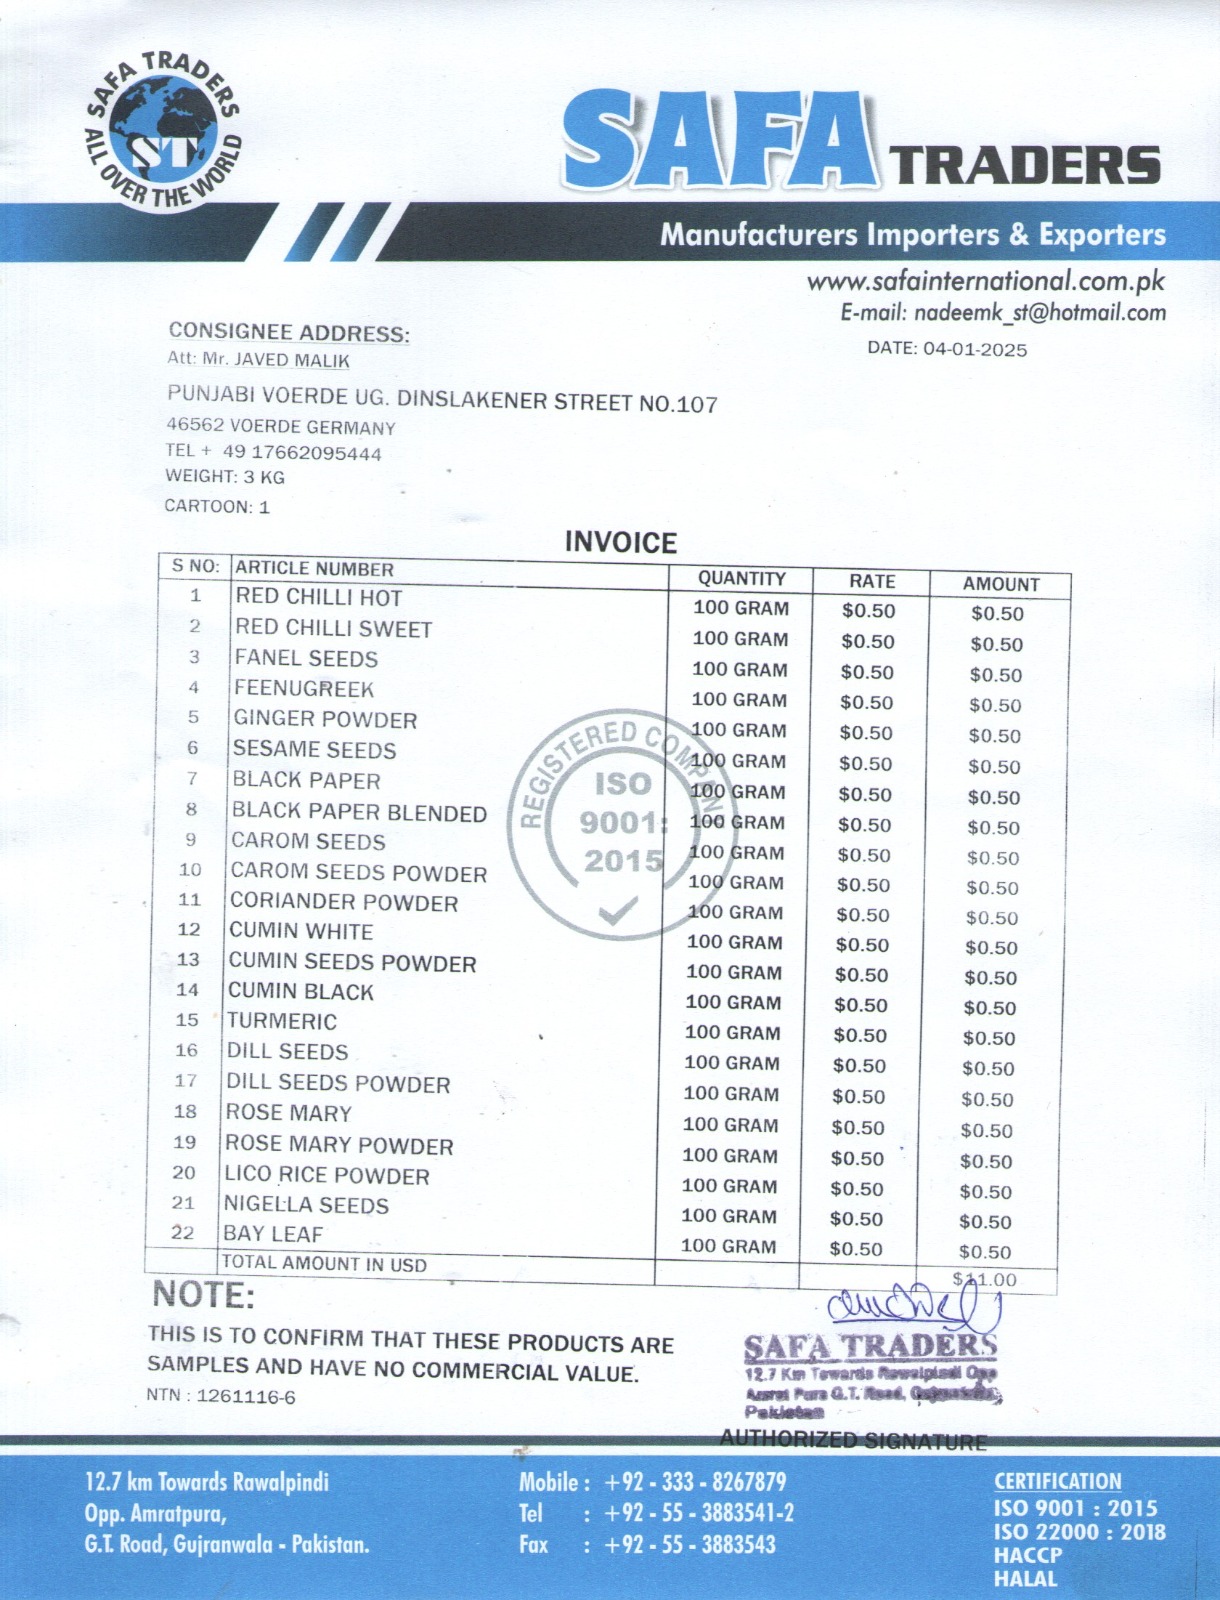 SAFA TRADERS
ALL OVER THE WORLD
ST
SAFA TRADERS
Manufacturers Importers & Exporters
www.safainternational.com.pk
E-mail: nadeemk_st@hotmail.com
DATE: 04-01-2025
CONSIGNEE ADDRESS:
Att: Mr. JAVED MALIK
PUNJABI VOERDE UG. DINSLAKENER STREET NO.107
46562 VOERDE GERMANY
TEL + 49 17662095444
WEIGHT: 3 KG
CARTOON: 1
INVOICE
S NO: ARTICLE NUMBER QUANTITY RATE AMOUNT
1 RED CHILLI HOT 100 GRAM $0.50 $0.50
2 RED CHILLI SWEET 100 GRAM $0.50 $0.50
3 FANEL SEEDS 100 GRAM $0.50 $0.50
4 FEENUGREEK 100 GRAM $0.50 $0.50
5 GINGER POWDER 100 GRAM $0.50 $0.50
6 SESAME SEEDS 100 GRAM $0.50 $0.50
7 BLACK PAPER 100 GRAM $0.50 $0.50
8 BLACK PAPER BLENDED 100 GRAM $0.50 $0.50
9 CAROM SEEDS 100 GRAM $0.50 $0.50
10 CAROM SEEDS POWDER 100 GRAM $0.50 $0.50
11 CORIANDER POWDER 100 GRAM $0.50 $0.50
12 CUMIN WHITE 100 GRAM $0.50 $0.50
13 CUMIN SEEDS POWDER 100 GRAM $0.50 $0.50
14 CUMIN BLACK 100 GRAM $0.50 $0.50
15 TURMERIC 100 GRAM $0.50 $0.50
16 DILL SEEDS 100 GRAM $0.50 $0.50
17 DILL SEEDS POWDER 100 GRAM $0.50 $0.50
18 ROSE MARY 100 GRAM $0.50 $0.50
19 ROSE MARY POWDER 100 GRAM $0.50 $0.50
20 LICO RICE POWDER 100 GRAM $0.50 $0.50
21 NIGELLA SEEDS 100 GRAM $0.50 $0.50
22 BAY LEAF 100 GRAM $0.50 $0.50
TOTAL AMOUNT IN USD $11.00
REGISTERED COMPENY
ISO
9001:
2015
NOTE:
THIS IS TO CONFIRM THAT THESE PRODUCTS ARE
SAMPLES AND HAVE NO COMMERCIAL VALUE.
NTN : 1261116-6
SAFA TRADERS
12.7 Km Towards Rawalpindi Opp
Amrat Pura G.T. Road,
Pakistan
AUTHORIZED SIGNATURE
12.7 km Towards Rawalpindi
Opp. Amratpura,
G.T. Road, Gujranwala - Pakistan.
Mobile : +92 - 333 - 8267879
Tel : +92 - 55 - 3883541-2
Fax : +92 - 55 - 3883543
CERTIFICATION
ISO 9001 : 2015
ISO 22000 : 2018
HACCP
HALAL